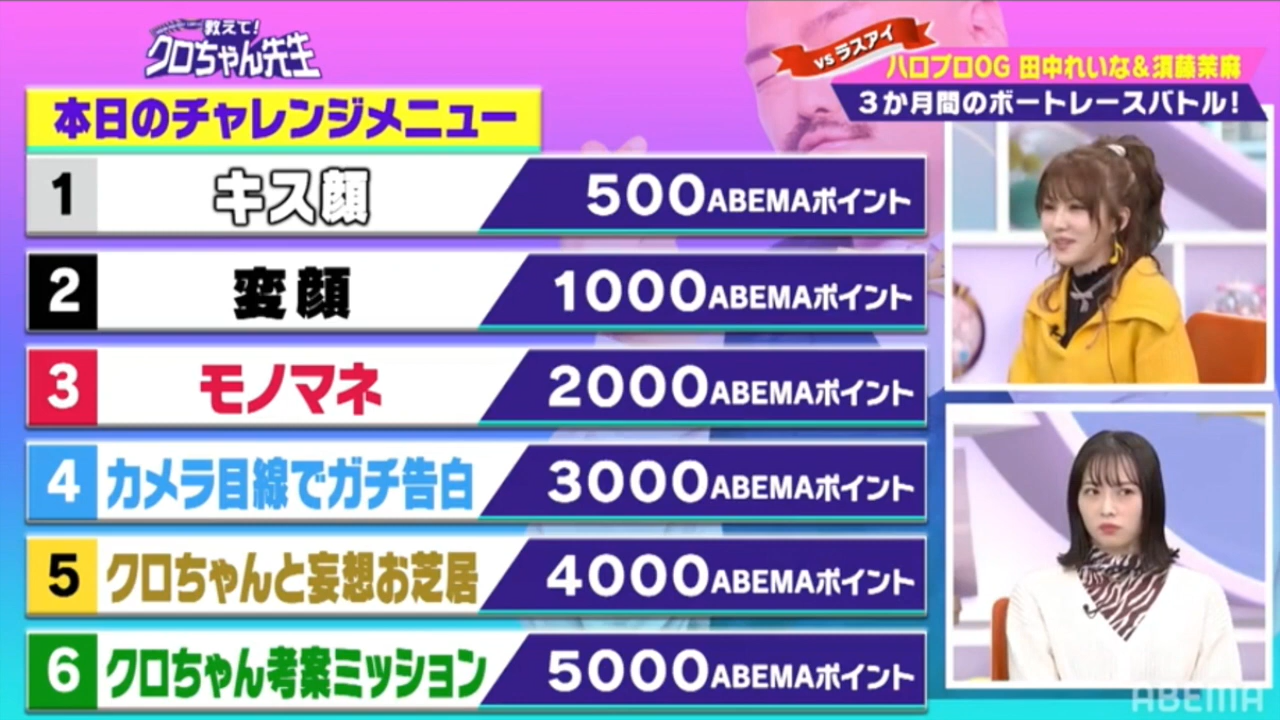 教えて!
クロちゃん先生
vs ラスアイ
ハロプロOG 田中れいな&須藤茉麻
3か月間のボートレースバトル!
本日のチャレンジメニュー
1 キス顔 500ABEMAポイント
2 変顔 1000ABEMAポイント
3 モノマネ 2000ABEMAポイント
4 カメラ目線でガチ告白 3000ABEMAポイント
5 クロちゃんと妄想お芝居 4000ABEMAポイント
6 クロちゃん考案ミッション 5000ABEMAポイント
ABEMA